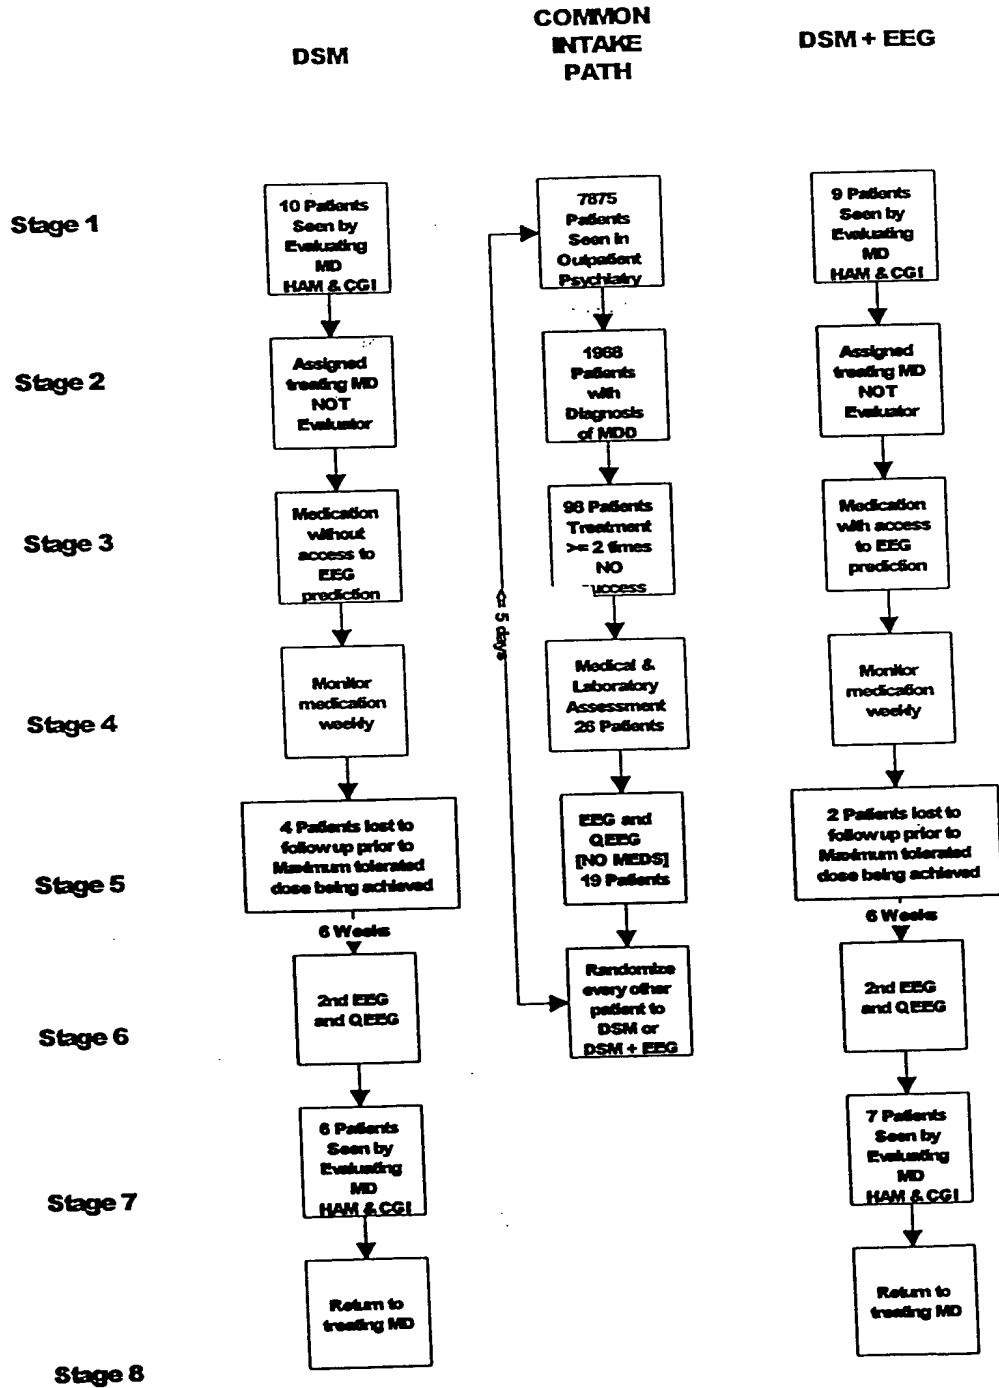 DSM
COMMON
INTAKE
PATH
DSM + EEG
Stage 1
10 Patients
Seen by
Evaluating
MD
HAM & CGI
7875
Patients
Seen in
Outpatient
Psychiatry
9 Patients
Seen by
Evaluating
MD
HAM & CGI
Stage 2
Assigned
treating MD
NOT
Evaluator
1968
Patients
with
Diagnosis
of MDD
Assigned
treating MD
NOT
Evaluator
Stage 3
Medication
without
access to
EEG
prediction
98 Patients
Treatment
>= 2 times
NO
uccess
Medication
with access
to EEG
prediction
<= 5 days
Stage 4
Monitor
medication
weekly
Medical &
Laboratory
Assessment
26 Patients
Monitor
medication
weekly
Stage 5
4 Patients lost to
follow up prior to
Maximum tolerated
dose being achieved
EEG and
QEEG
[NO MEDS]
19 Patients
2 Patients lost to
follow up prior to
Maximum tolerated
dose being achieved
6 Weeks
6 Weeks
Stage 6
2nd EEG
and QEEG
Randomize
every other
patient to
DSM or
DSM + EEG
2nd EEG
and QEEG
Stage 7
6 Patients
Seen by
Evaluating
MD
HAM & CGI
7 Patients
Seen by
Evaluating
MD
HAM & CGI
Stage 8
Return to
treating MD
Return to
treating MD